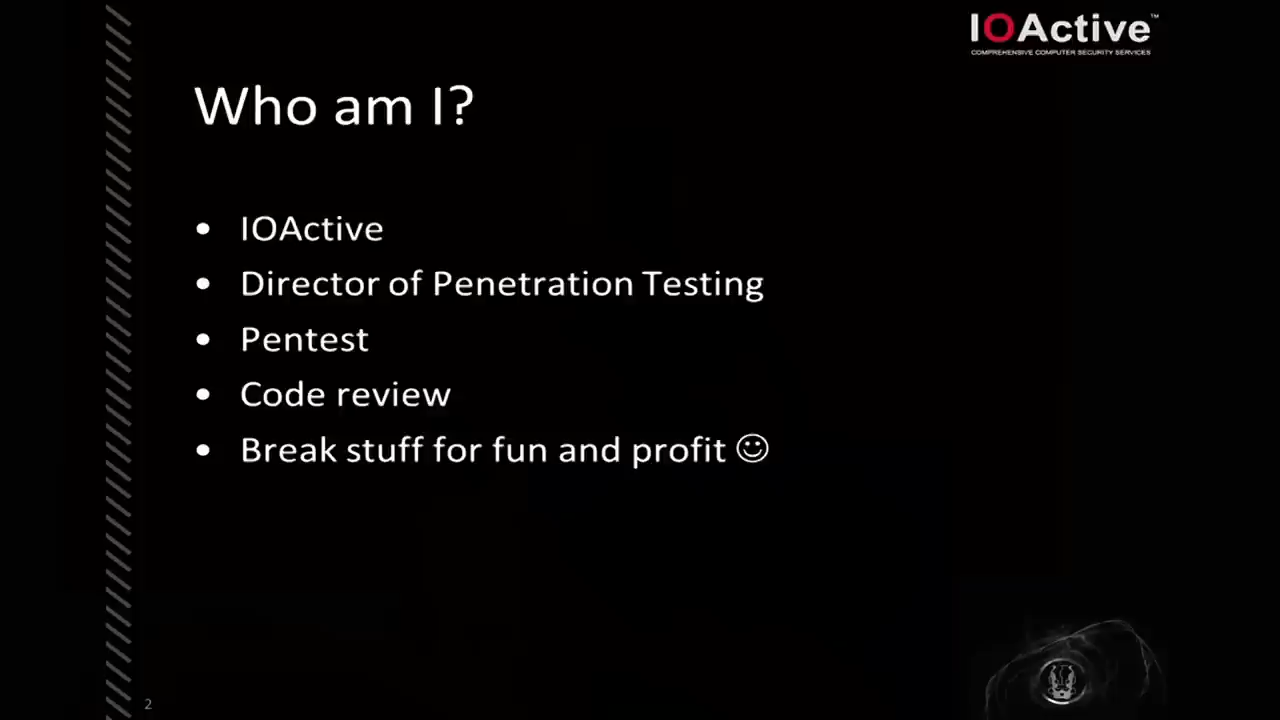 IOActive™
COMPREHENSIVE COMPUTER SECURITY SERVICES
Who am I?
• IOActive
• Director of Penetration Testing
• Pentest
• Code review
• Break stuff for fun and profit ☺
2